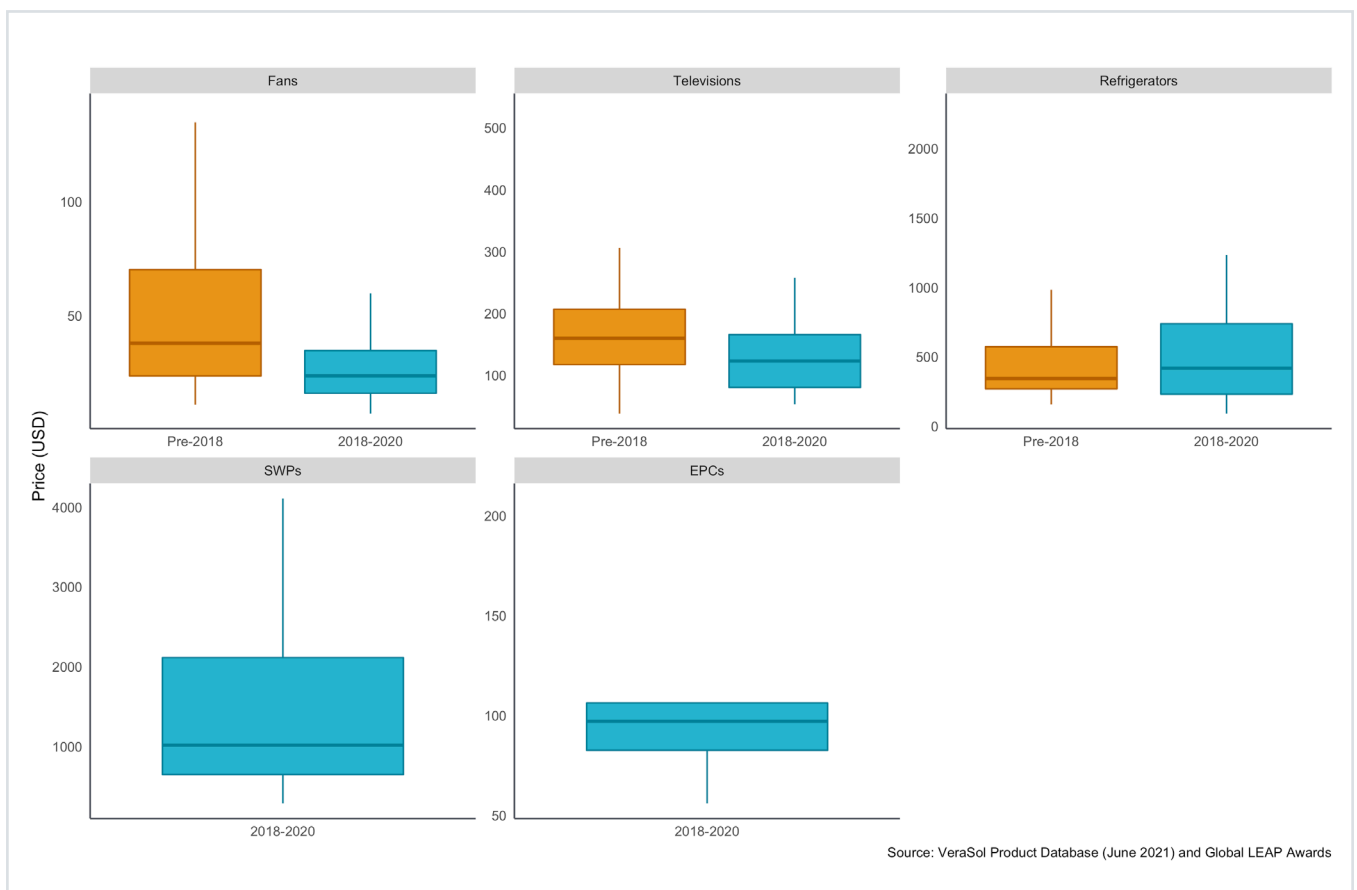 Fans
Televisions
Refrigerators
100
50
Pre-2018
2018-2020
500
400
300
200
100
Pre-2018
2018-2020
2000
1500
1000
500
0
Pre-2018
2018-2020
Price (USD)
SWPs
EPCs
4000
3000
2000
1000
2018-2020
200
150
100
50
2018-2020
Source: VeraSol Product Database (June 2021) and Global LEAP Awards